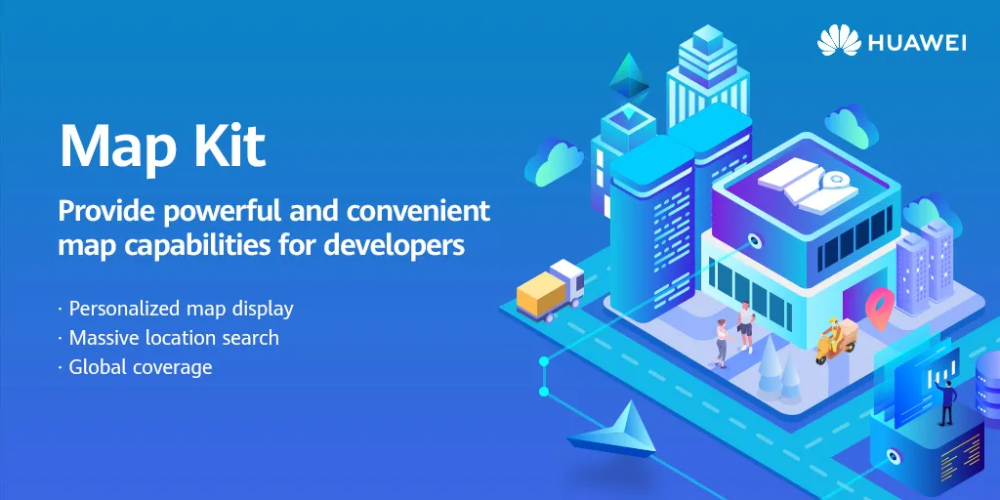 HUAWEI
Map Kit
Provide powerful and convenient
map capabilities for developers
· Personalized map display
· Massive location search
· Global coverage